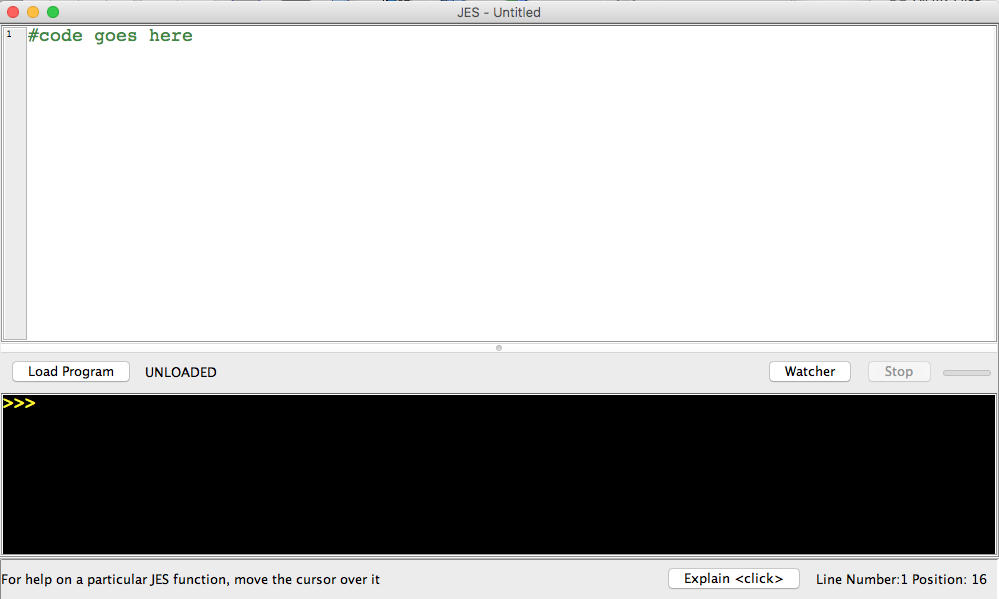 JES - Untitled
1 #code goes here
Load Program UNLOADED Watcher Stop
>>>
For help on a particular JES function, move the cursor over it Explain <click> Line Number:1 Position: 16